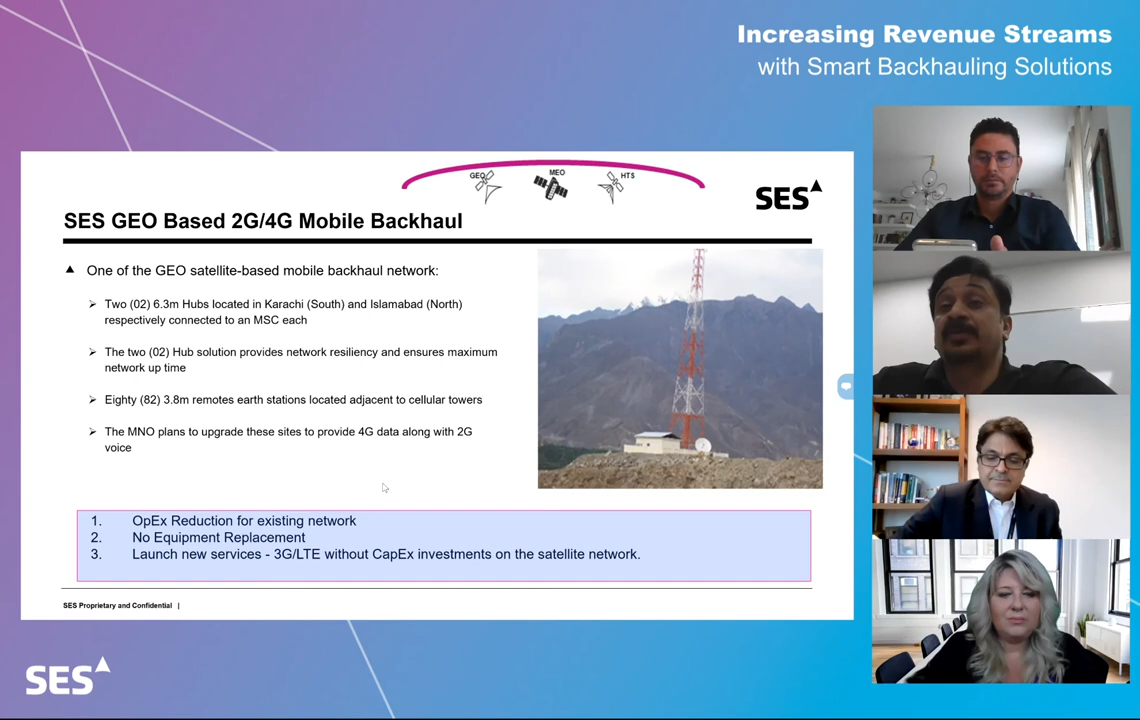 Increasing Revenue Streams
with Smart Backhauling Solutions
GEO
MEO
HTS
SES
SES GEO Based 2G/4G Mobile Backhaul
One of the GEO satellite-based mobile backhaul network:
Two (02) 6.3m Hubs located in Karachi (South) and Islamabad (North)
respectively connected to an MSC each
The two (02) Hub solution provides network resiliency and ensures maximum
network up time
Eighty (82) 3.8m remotes earth stations located adjacent to cellular towers
The MNO plans to upgrade these sites to provide 4G data along with 2G
voice
1. OpEx Reduction for existing network
2. No Equipment Replacement
3. Launch new services - 3G/LTE without CapEx investments on the satellite network.
SES Proprietary and Confidential |
SES